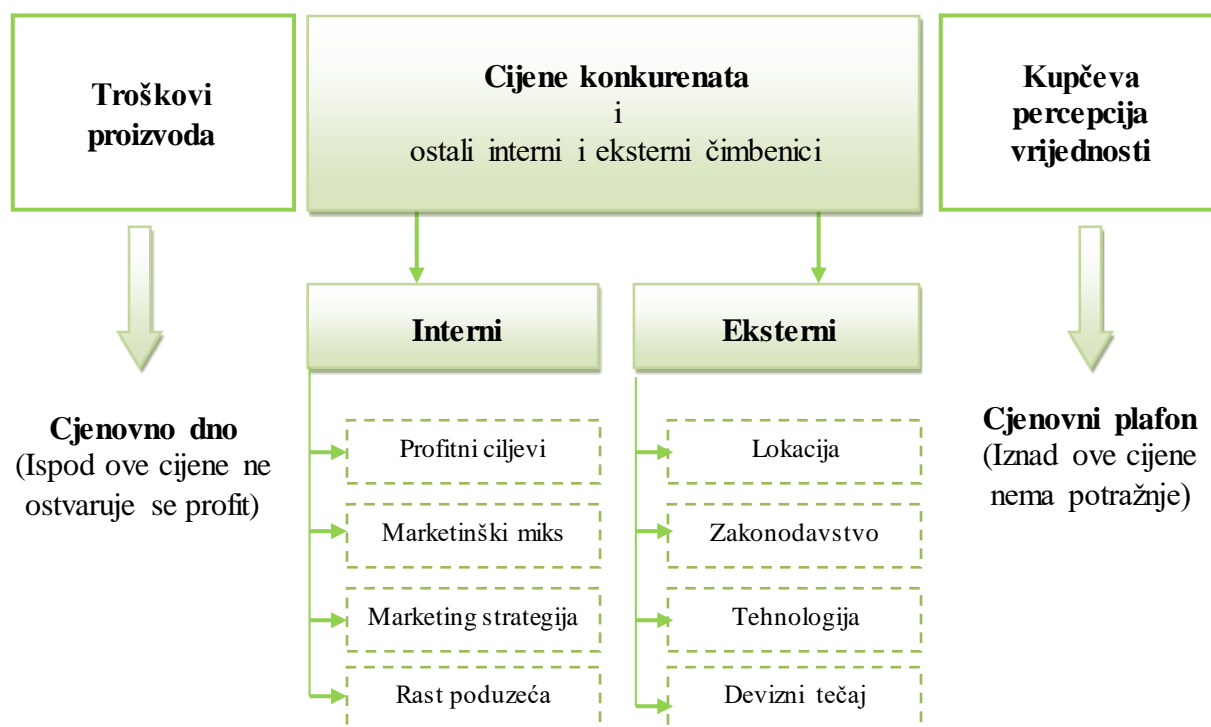 Troškovi
proizvoda
Cijene konkurenata
i
ostali interni i eksterni čimbenici
Kupčeva
percepcija
vrijednosti
Interni
Eksterni
Cjenovno dno
(Ispod ove cijene ne
ostvaruje se profit)
Profitni ciljevi
Marketinški miks
Marketing strategija
Rast poduzeća
Lokacija
Zakonodavstvo
Tehnologija
Devizni tečaj
Cjenovni plafon
(Iznad ove cijene
nema potražnje)